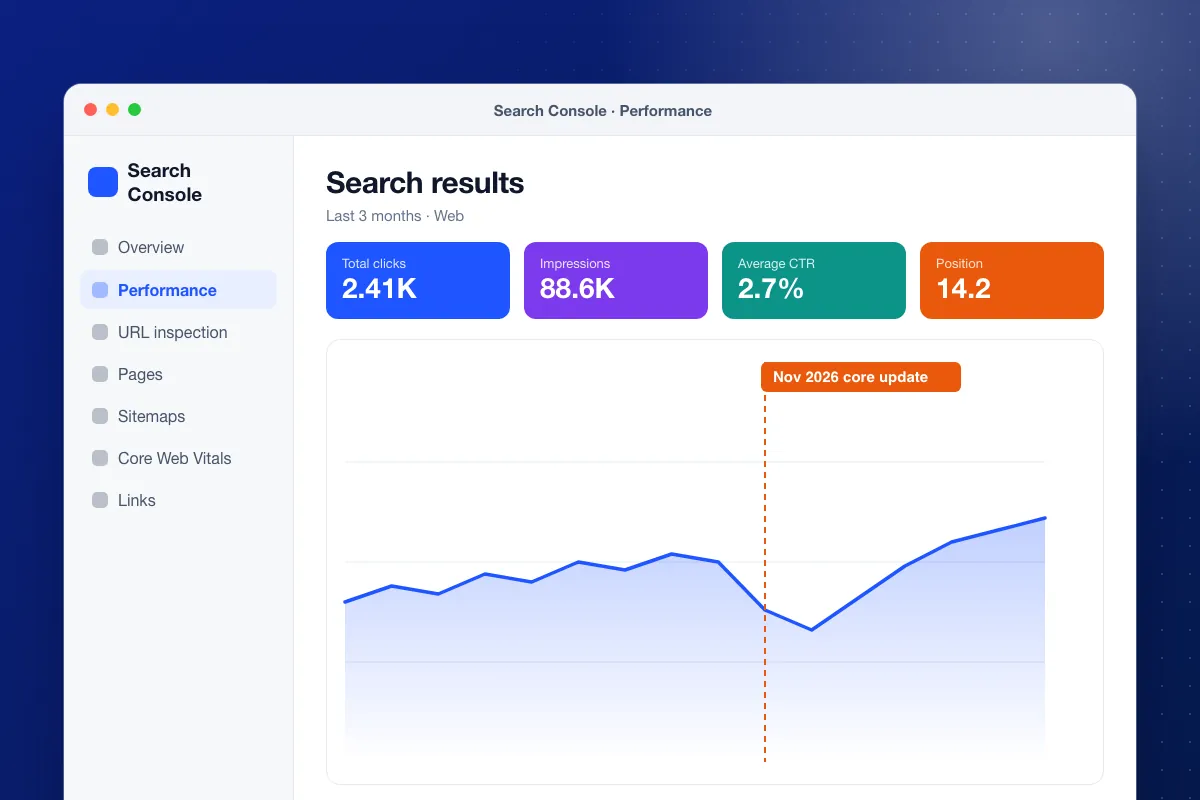 Search Console · Performance
Search
Console
Overview
Performance
URL inspection
Pages
Sitemaps
Core Web Vitals
Links
Search results
Last 3 months · Web
Total clicks
2.41K
Impressions
88.6K
Average CTR
2.7%
Position
14.2
Nov 2026 core update